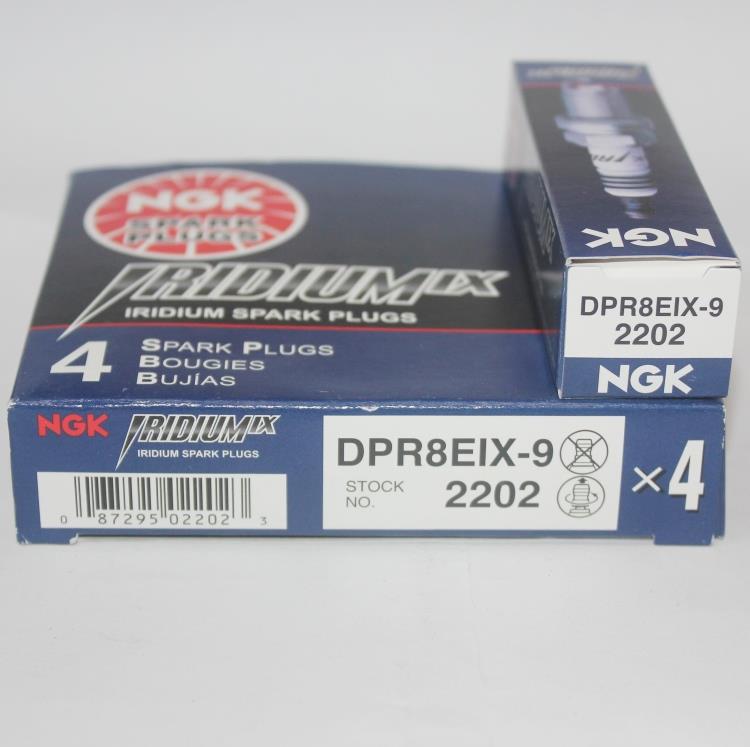 NGK
SPARK
PLUGS
IRIDIUM IX
IRIDIUM SPARK PLUGS
4
SPARK PLUGS
BOUGIES
BUJÍAS
NGK
DPR8EIX-9
2202
NGK
NGK
IRIDIUM IX
IRIDIUM SPARK PLUGS
0 87295 02202 3
DPR8EIX-9
STOCK
NO. 2202
×4